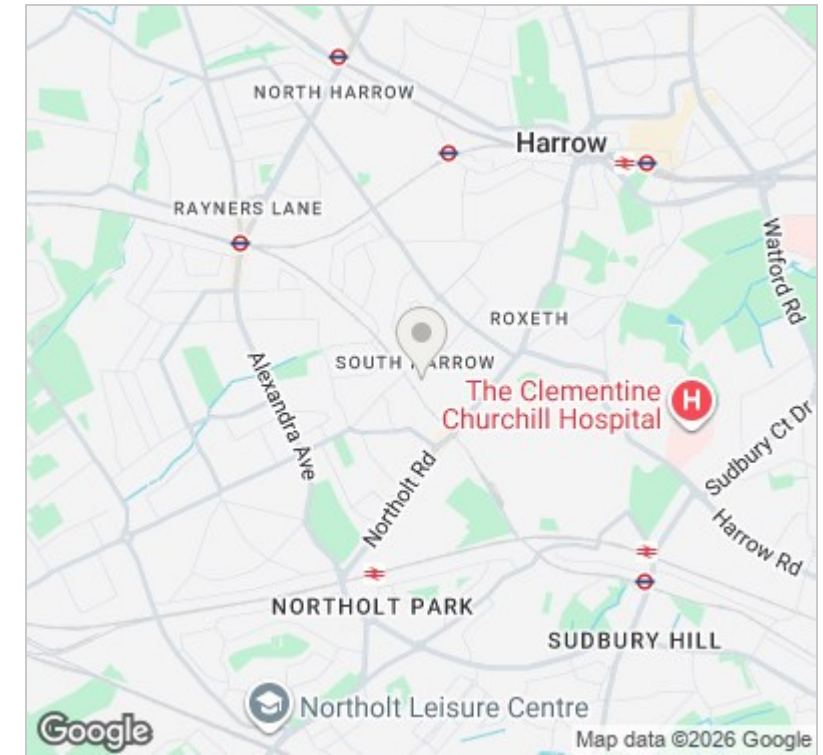 NORTH HARROW
Harrow
RAYNERS LANE
Watford Rd
ROXETH
SOUTH HARROW
Alexandra Ave
The Clementine
Churchill Hospital
H
Sudbury Ct Dr
Northolt Rd
Harrow Rd
NORTHOLT PARK
SUDBURY HILL
Northolt Leisure Centre
Google
Map data ©2026 Google